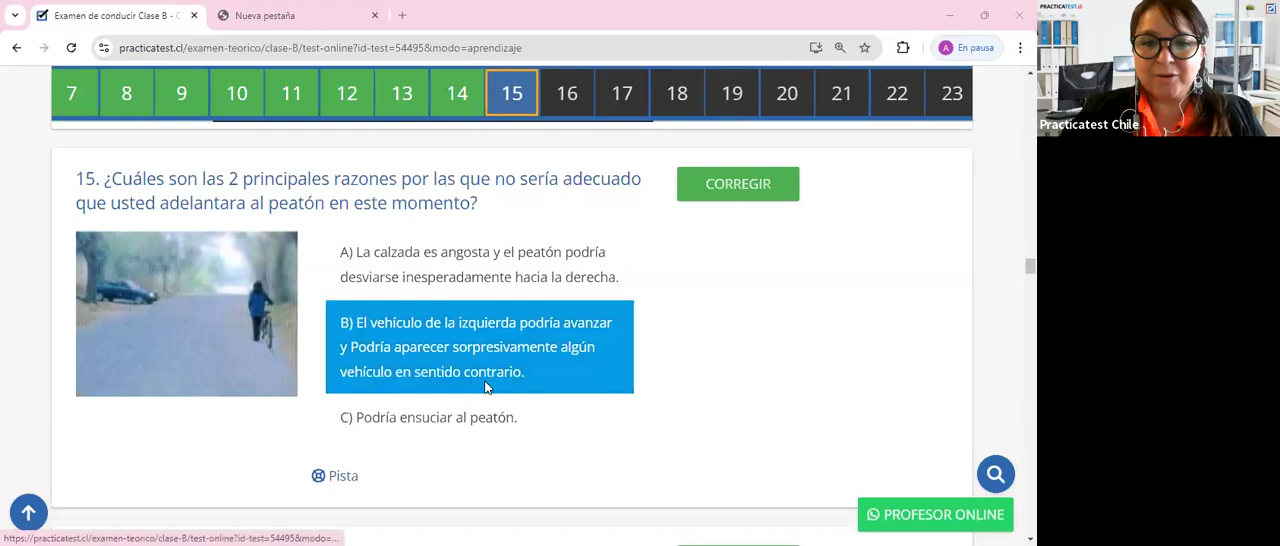 Examen de conducir Clase B - C
Nueva pestaña
practicatest.cl/examen-teorico/clase-B/test-online?id-test=54495&modo=aprendizaje
A
En pausa
PRACTICATEST.cl
Practicatest Chile
7 8 9 10 11 12 13 14 15 16 17 18 19 20 21 22 23
15. ¿Cuáles son las 2 principales razones por las que no sería adecuado
que usted adelantara al peatón en este momento?
CORREGIR
A) La calzada es angosta y el peatón podría
desviarse inesperadamente hacia la derecha.
B) El vehículo de la izquierda podría avanzar
y Podría aparecer sorpresivamente algún
vehículo en sentido contrario.
C) Podría ensuciar al peatón.
Pista
PROFESOR ONLINE
https://practicatest.cl/examen-teorico/clase-B/test-online?id-test=54495&modo=...